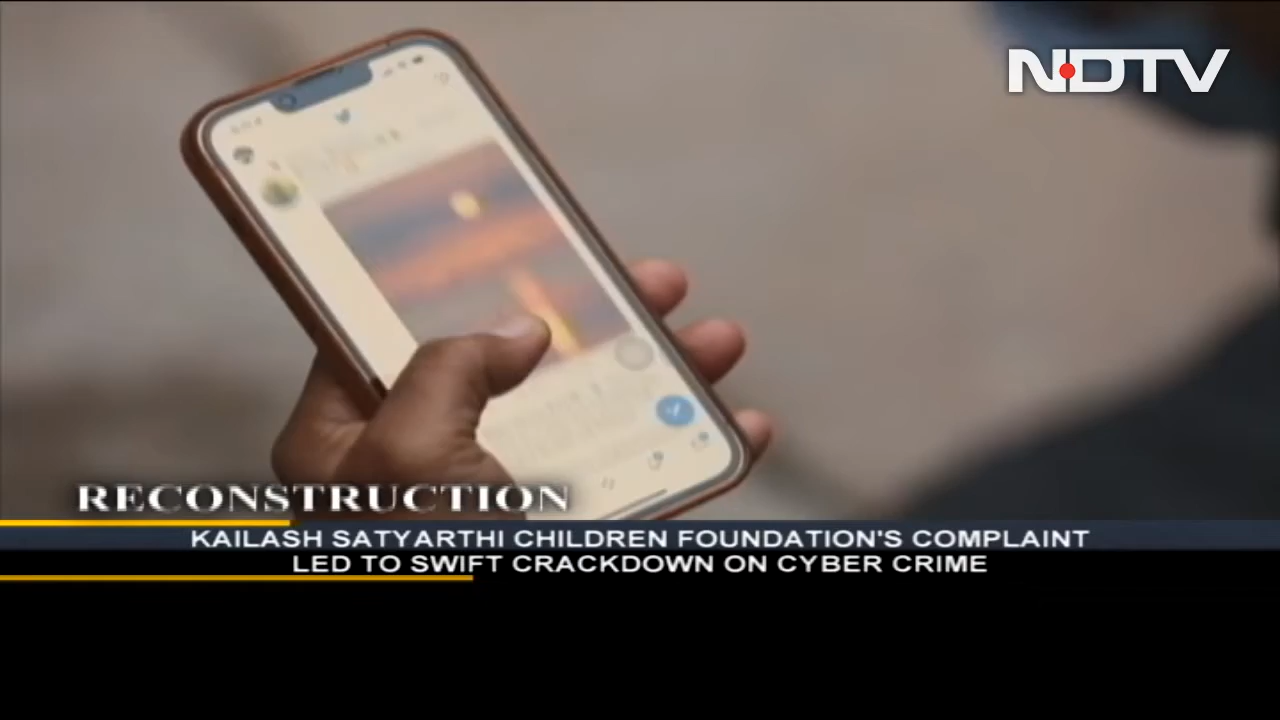 NDTV
RECONSTRUCTION
KAILASH SATYARTHI CHILDREN FOUNDATION'S COMPLAINT
LED TO SWIFT CRACKDOWN ON CYBER CRIME